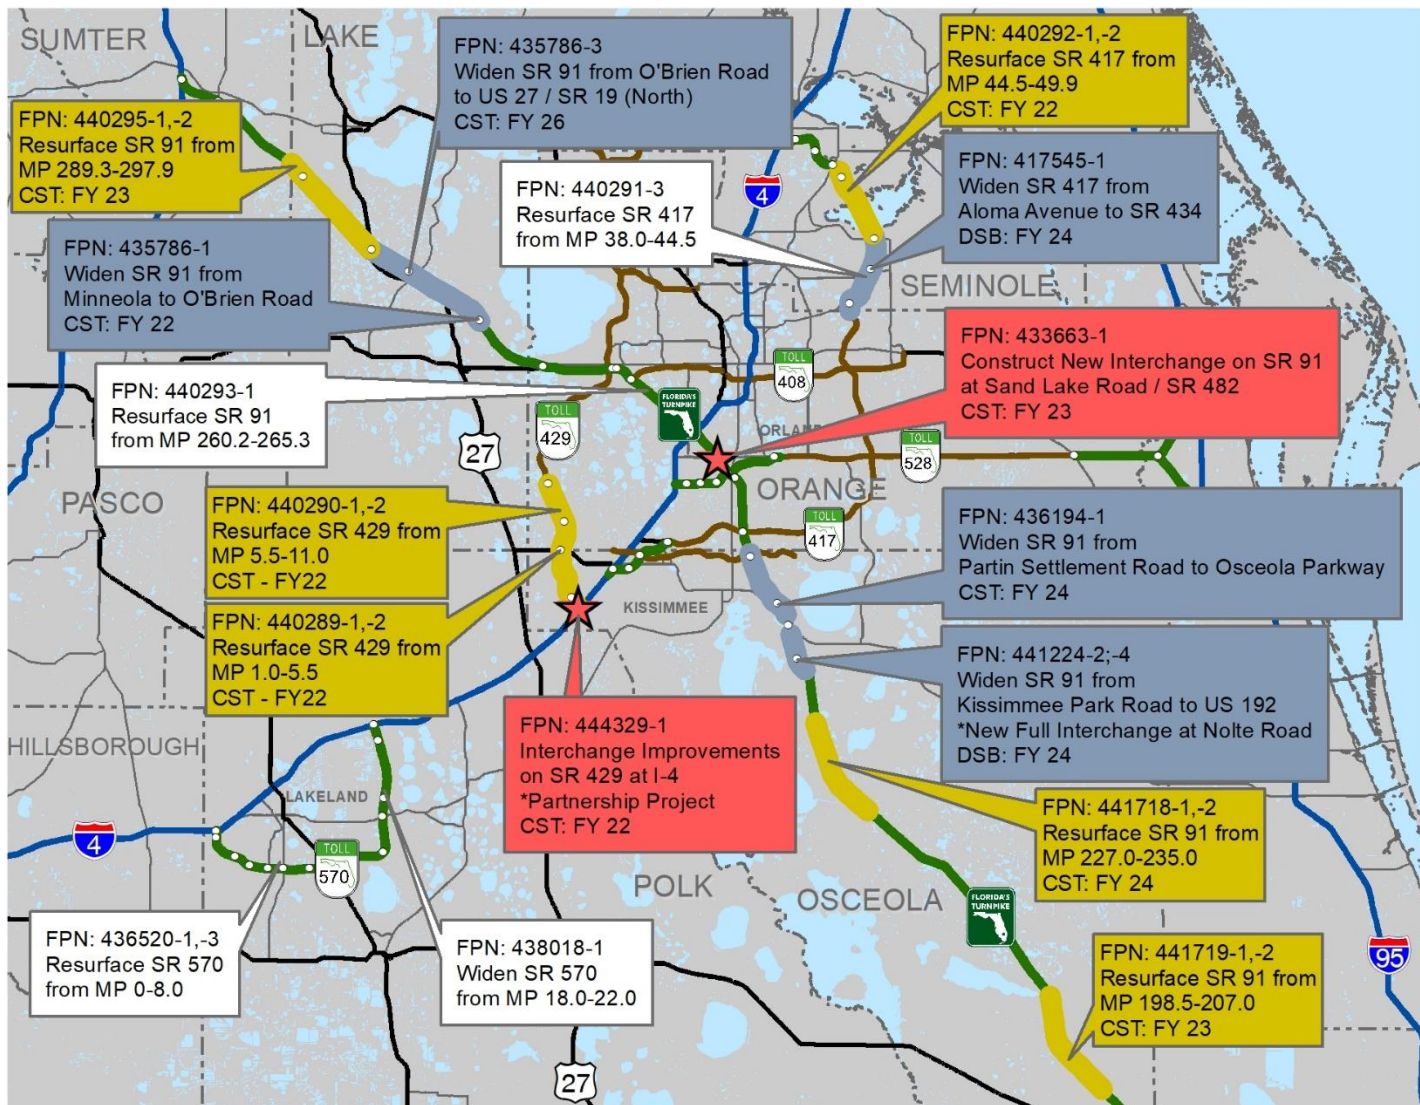 SUMTER
LAKE
FPN: 435786-3
Widen SR 91 from O'Brien Road
to US 27 / SR 19 (North)
CST: FY 26
FPN: 440292-1,-2
Resurface SR 417 from
MP 44.5-49.9
CST: FY 22
FPN: 440295-1,-2
Resurface SR 91 from
MP 289.3-297.9
CST: FY 23
FPN: 440291-3
Resurface SR 417
from MP 38.0-44.5
4
FPN: 417545-1
Widen SR 417 from
Aloma Avenue to SR 434
DSB: FY 24
FPN: 435786-1
Widen SR 91 from
Minneola to O'Brien Road
CST: FY 22
SEMINOLE
FPN: 433663-1
Construct New Interchange on SR 91
at Sand Lake Road / SR 482
CST: FY 23
FPN: 440293-1
Resurface SR 91
from MP 260.2-265.3
TOLL
408
FLORIDA'S
TURNPIKE
TOLL
429
27
TOLL
528
PASCO
ORANGE
FPN: 440290-1,-2
Resurface SR 429 from
MP 5.5-11.0
CST - FY22
TOLL
417
FPN: 436194-1
Widen SR 91 from
Partin Settlement Road to Osceola Parkway
CST: FY 24
KISSIMMEE
FPN: 440289-1,-2
Resurface SR 429 from
MP 1.0-5.5
CST - FY22
FPN: 441224-2;-4
Widen SR 91 from
Kissimmee Park Road to US 192
*New Full Interchange at Nolte Road
DSB: FY 24
HILLSBOROUGH
FPN: 444329-1
Interchange Improvements
on SR 429 at I-4
*Partnership Project
CST: FY 22
LAKELAND
4
TOLL
570
FPN: 441718-1,-2
Resurface SR 91 from
MP 227.0-235.0
CST: FY 24
POLK
OSCEOLA
FLORIDA'S
TURNPIKE
FPN: 436520-1,-3
Resurface SR 570
from MP 0-8.0
FPN: 438018-1
Widen SR 570
from MP 18.0-22.0
FPN: 441719-1,-2
Resurface SR 91 from
MP 198.5-207.0
CST: FY 23
95
27